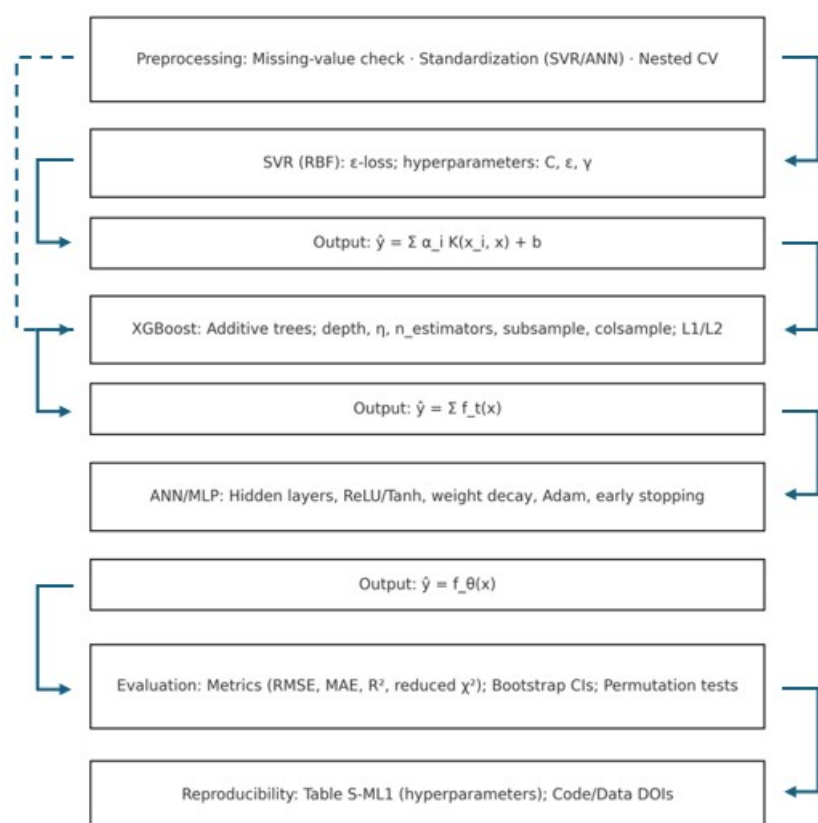 Preprocessing: Missing-value check · Standardization (SVR/ANN) · Nested CV
SVR (RBF): ε-loss; hyperparameters: C, ε, γ
Output: ŷ = Σ α_i K(x_i, x) + b
XGBoost: Additive trees; depth, η, n_estimators, subsample, colsample; L1/L2
Output: ŷ = Σ f_t(x)
ANN/MLP: Hidden layers, ReLU/Tanh, weight decay, Adam, early stopping
Output: ŷ = f_θ(x)
Evaluation: Metrics (RMSE, MAE, R², reduced χ²); Bootstrap CIs; Permutation tests
Reproducibility: Table S-ML1 (hyperparameters); Code/Data DOIs